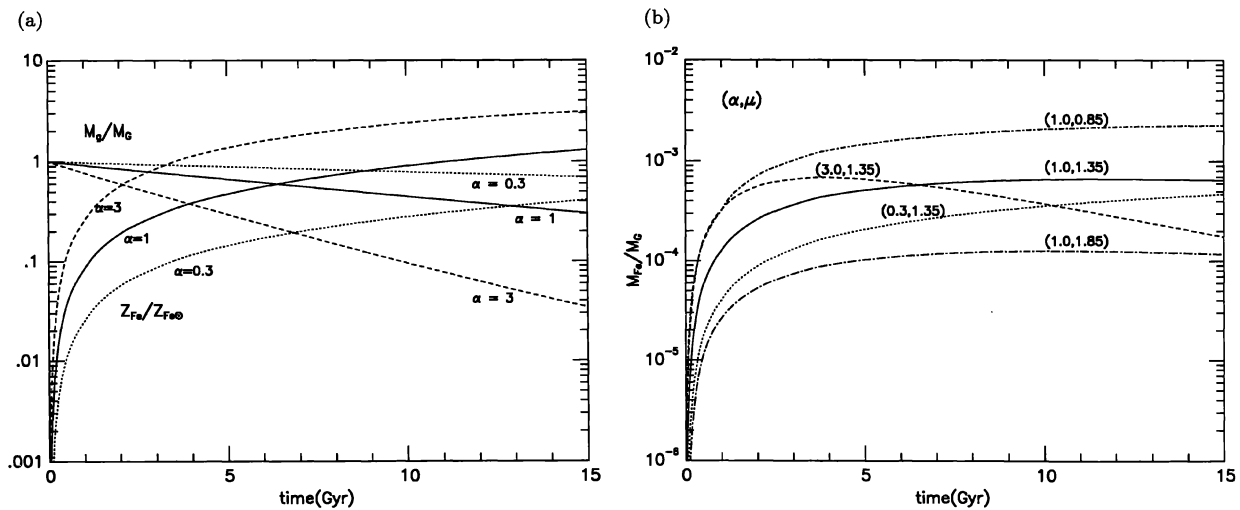 (a)
10
1
.1
.01
.001
0
5
10
15
time(Gyr)
M_g/M_G
α = 0.3
α = 1
α=3
α=1
α=0.3
α = 3
Z_Fe/Z_Fe⊙
(b)
10^-2
10^-3
10^-4
10^-5
10^-6
M_Fe/M_G
0
5
10
15
time(Gyr)
(α,μ)
(1.0,0.85)
(3.0,1.35)
(1.0,1.35)
(0.3,1.35)
(1.0,1.85)